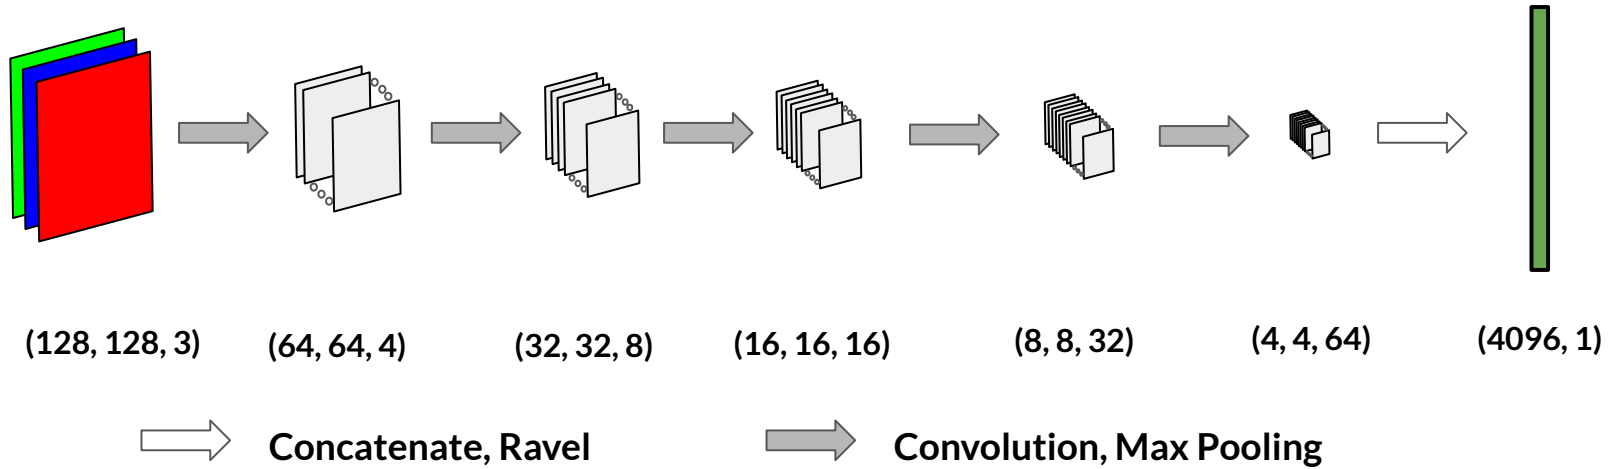 (128, 128, 3) (64, 64, 4) (32, 32, 8) (16, 16, 16) (8, 8, 32) (4, 4, 64) (4096, 1)
Concatenate, Ravel Convolution, Max Pooling